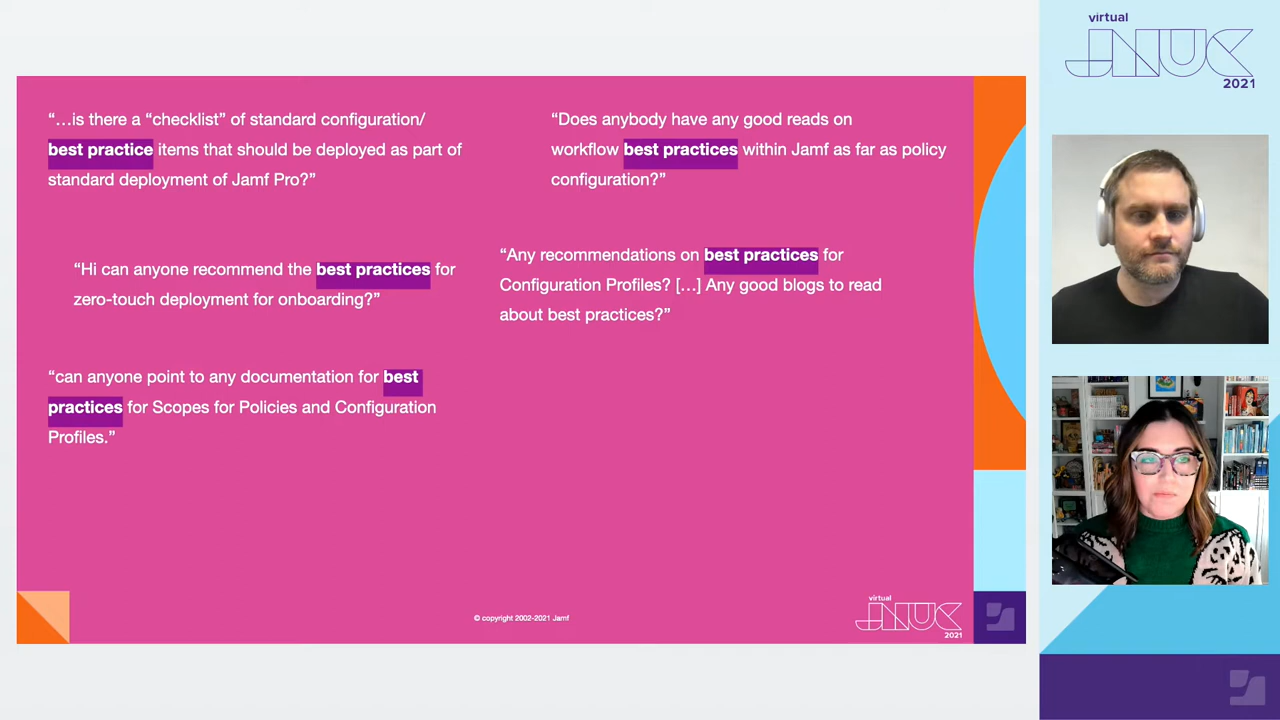 “…is there a “checklist” of standard configuration/
best practice items that should be deployed as part of
standard deployment of Jamf Pro?”
“Does anybody have any good reads on
workflow best practices within Jamf as far as policy
configuration?”
“Hi can anyone recommend the best practices for
zero-touch deployment for onboarding?”
“Any recommendations on best practices for
Configuration Profiles? […] Any good blogs to read
about best practices?”
“can anyone point to any documentation for best
practices for Scopes for Policies and Configuration
Profiles.”
© copyright 2002-2021 Jamf
virtual
JNUC
2021
virtual
JNUC
2021